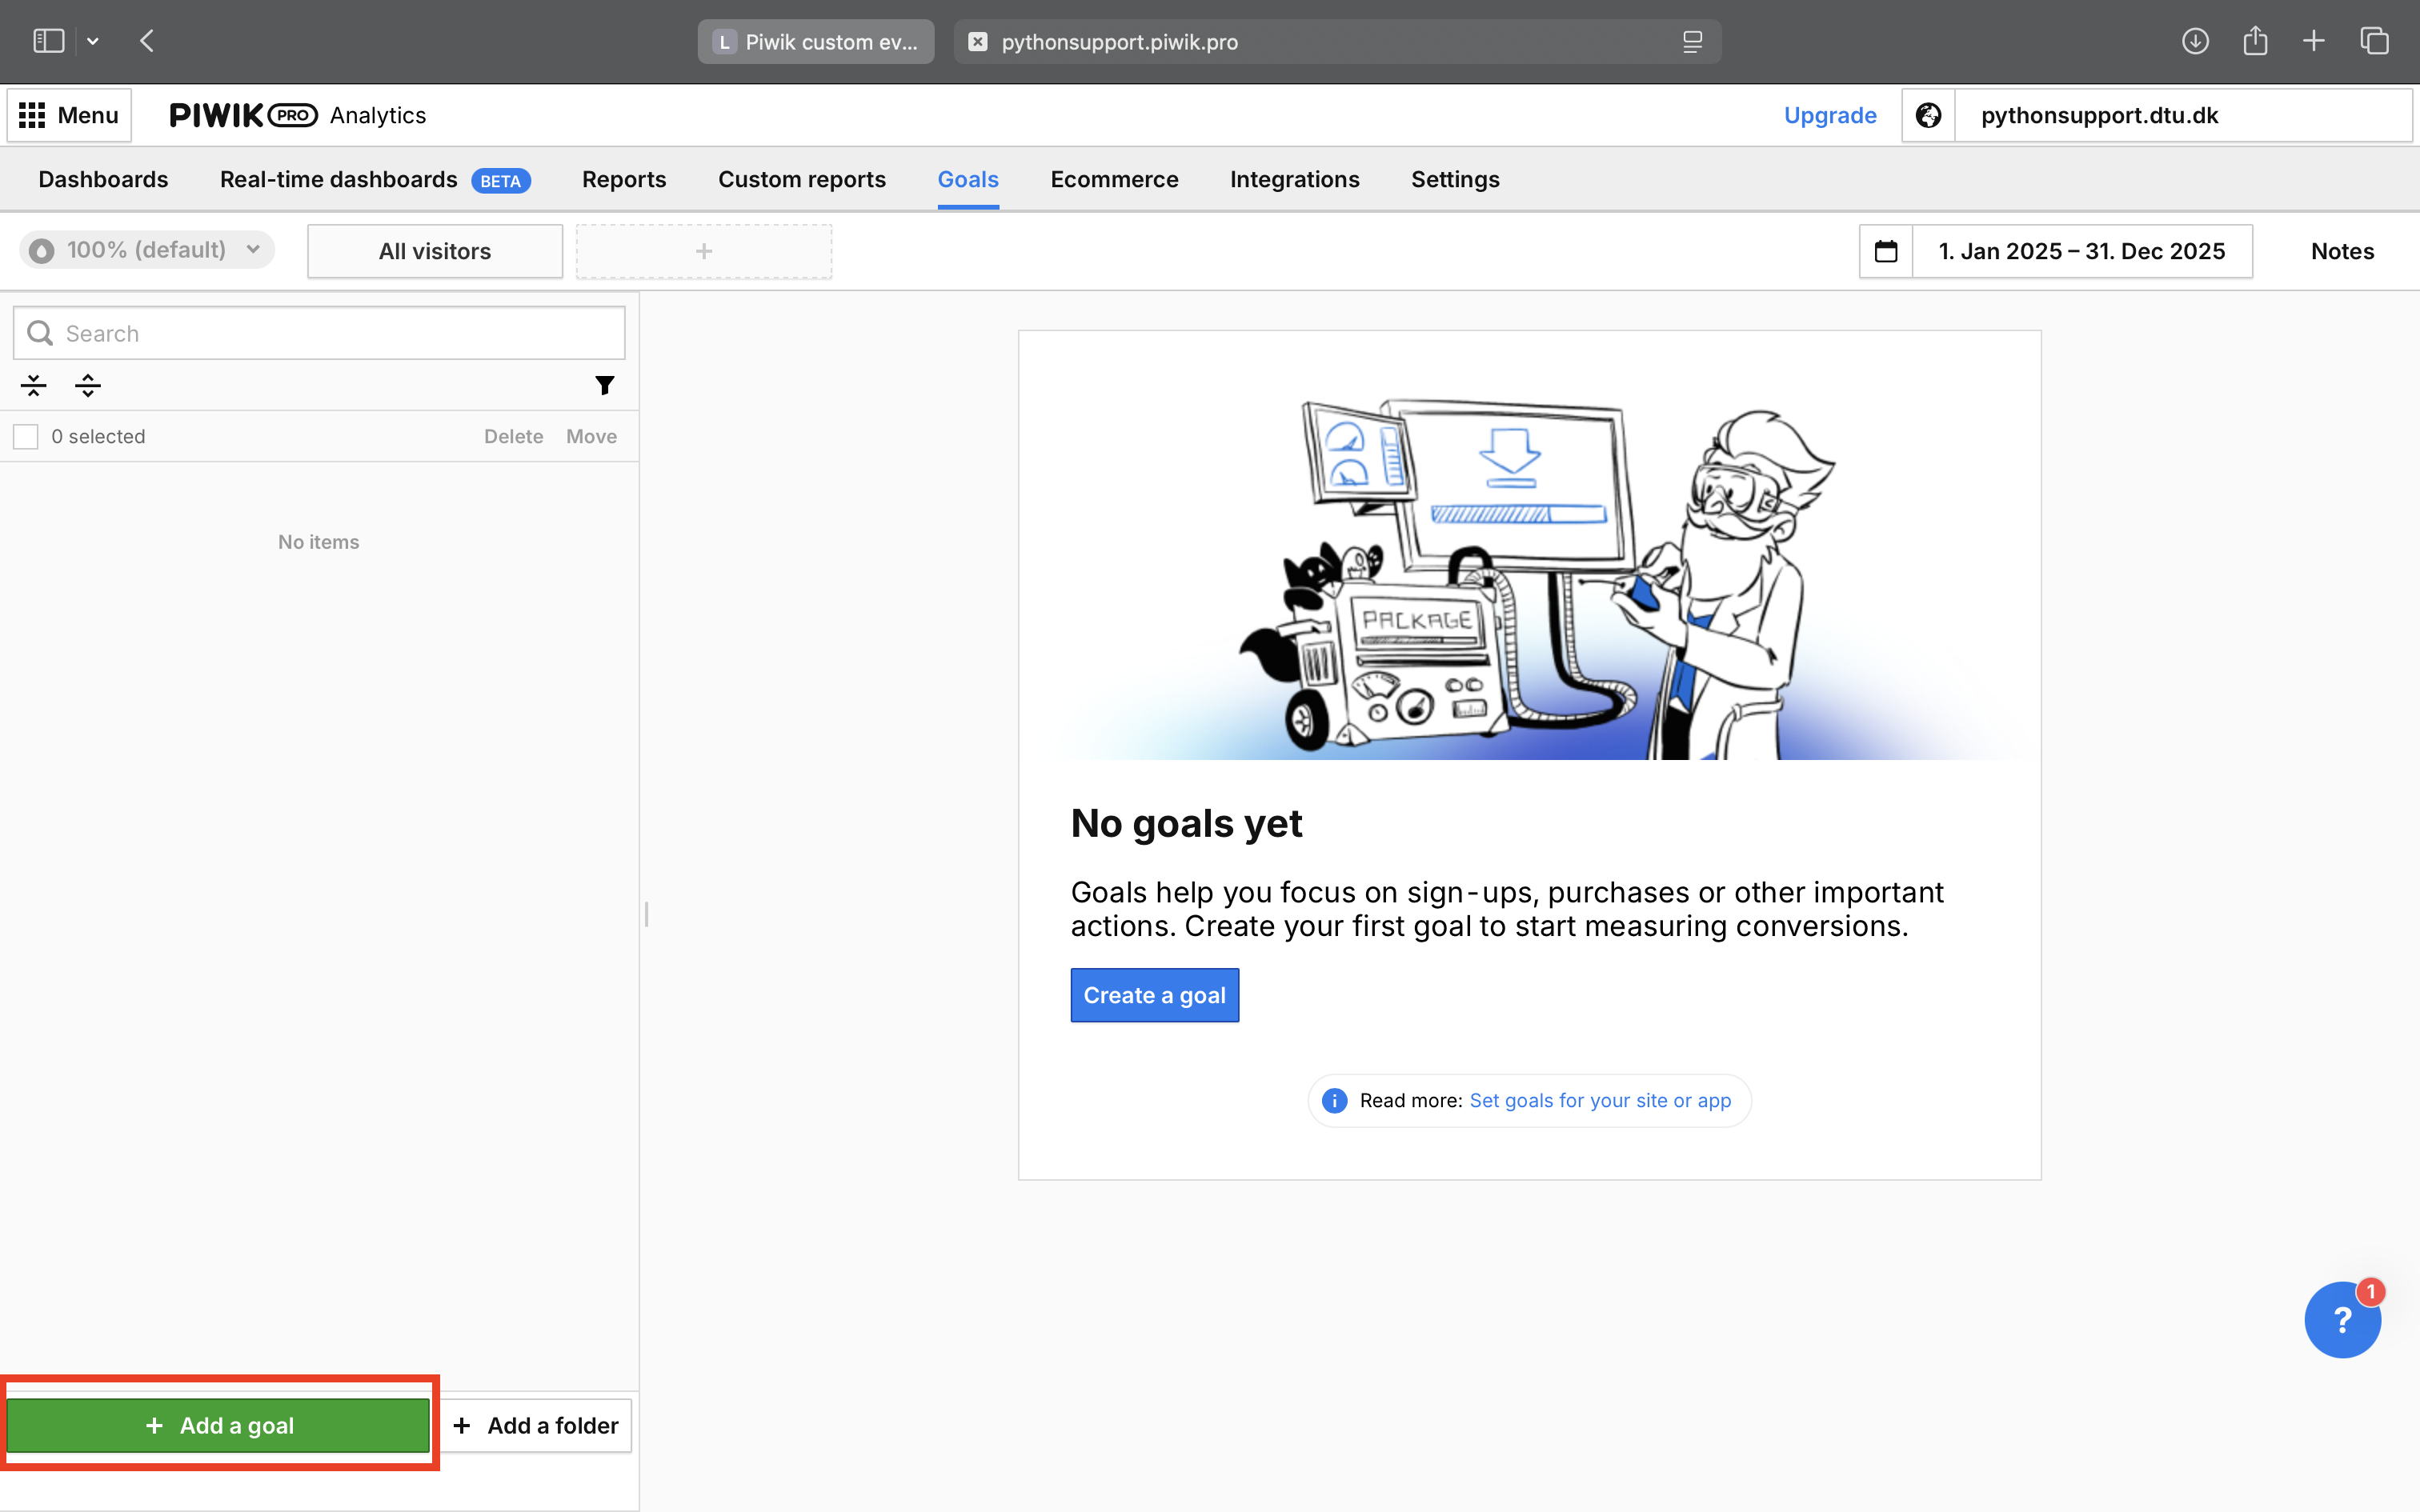 L Piwik custom ev...
pythonsupport.piwik.pro
Menu
PIWIK PRO Analytics
Upgrade
pythonsupport.dtu.dk
Dashboards
Real-time dashboards BETA
Reports
Custom reports
Goals
Ecommerce
Integrations
Settings
100% (default)
All visitors
+
1. Jan 2025 – 31. Dec 2025
Notes
Search
0 selected
Delete
Move
No items
PACKAGE
No goals yet
Goals help you focus on sign-ups, purchases or other important
actions. Create your first goal to start measuring conversions.
Create a goal
i Read more: Set goals for your site or app
1
?
+ Add a goal
+ Add a folder